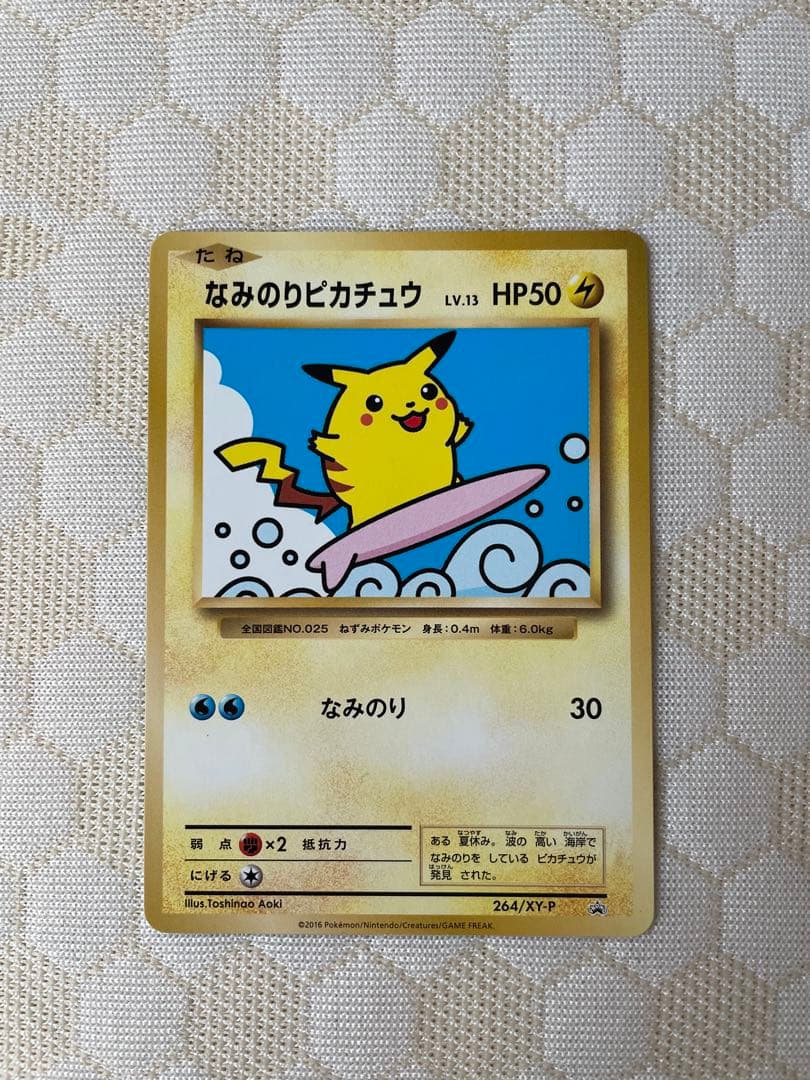 たね
なみのりピカチュウ LV.13 HP50
全国図鑑NO.025 ねずみポケモン 身長:0.4m 体重:6.0kg
なみのり 30
弱点 ×2 抵抗力
にげる
ある 夏休み。 波の 高い 海岸で
なみのりを している ピカチュウが
発見 された。
Illus.Toshinao Aoki
264/XY-P
©2016 Pokémon/Nintendo/Creatures/GAME FREAK.